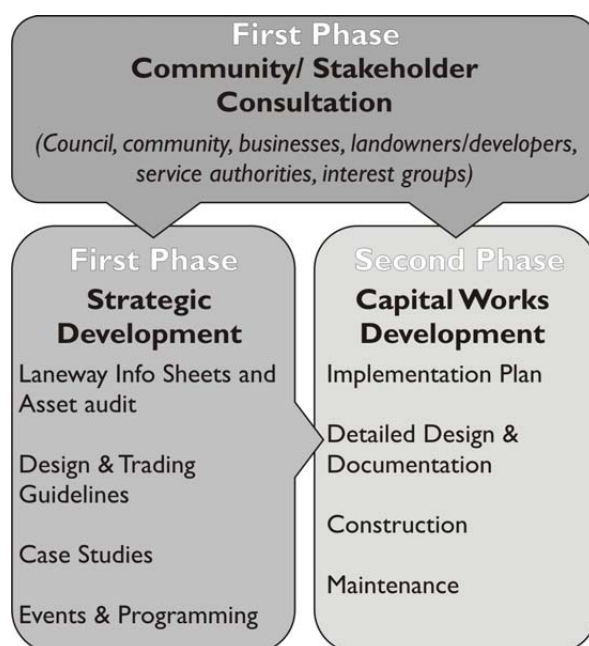 First Phase
Community/ Stakeholder
Consultation
(Council, community, businesses, landowners/developers,
service authorities, interest groups)
First Phase
Strategic
Development
Laneway Info Sheets and
Asset audit
Design & Trading
Guidelines
Case Studies
Events & Programming
Second Phase
Capital Works
Development
Implementation Plan
Detailed Design &
Documentation
Construction
Maintenance